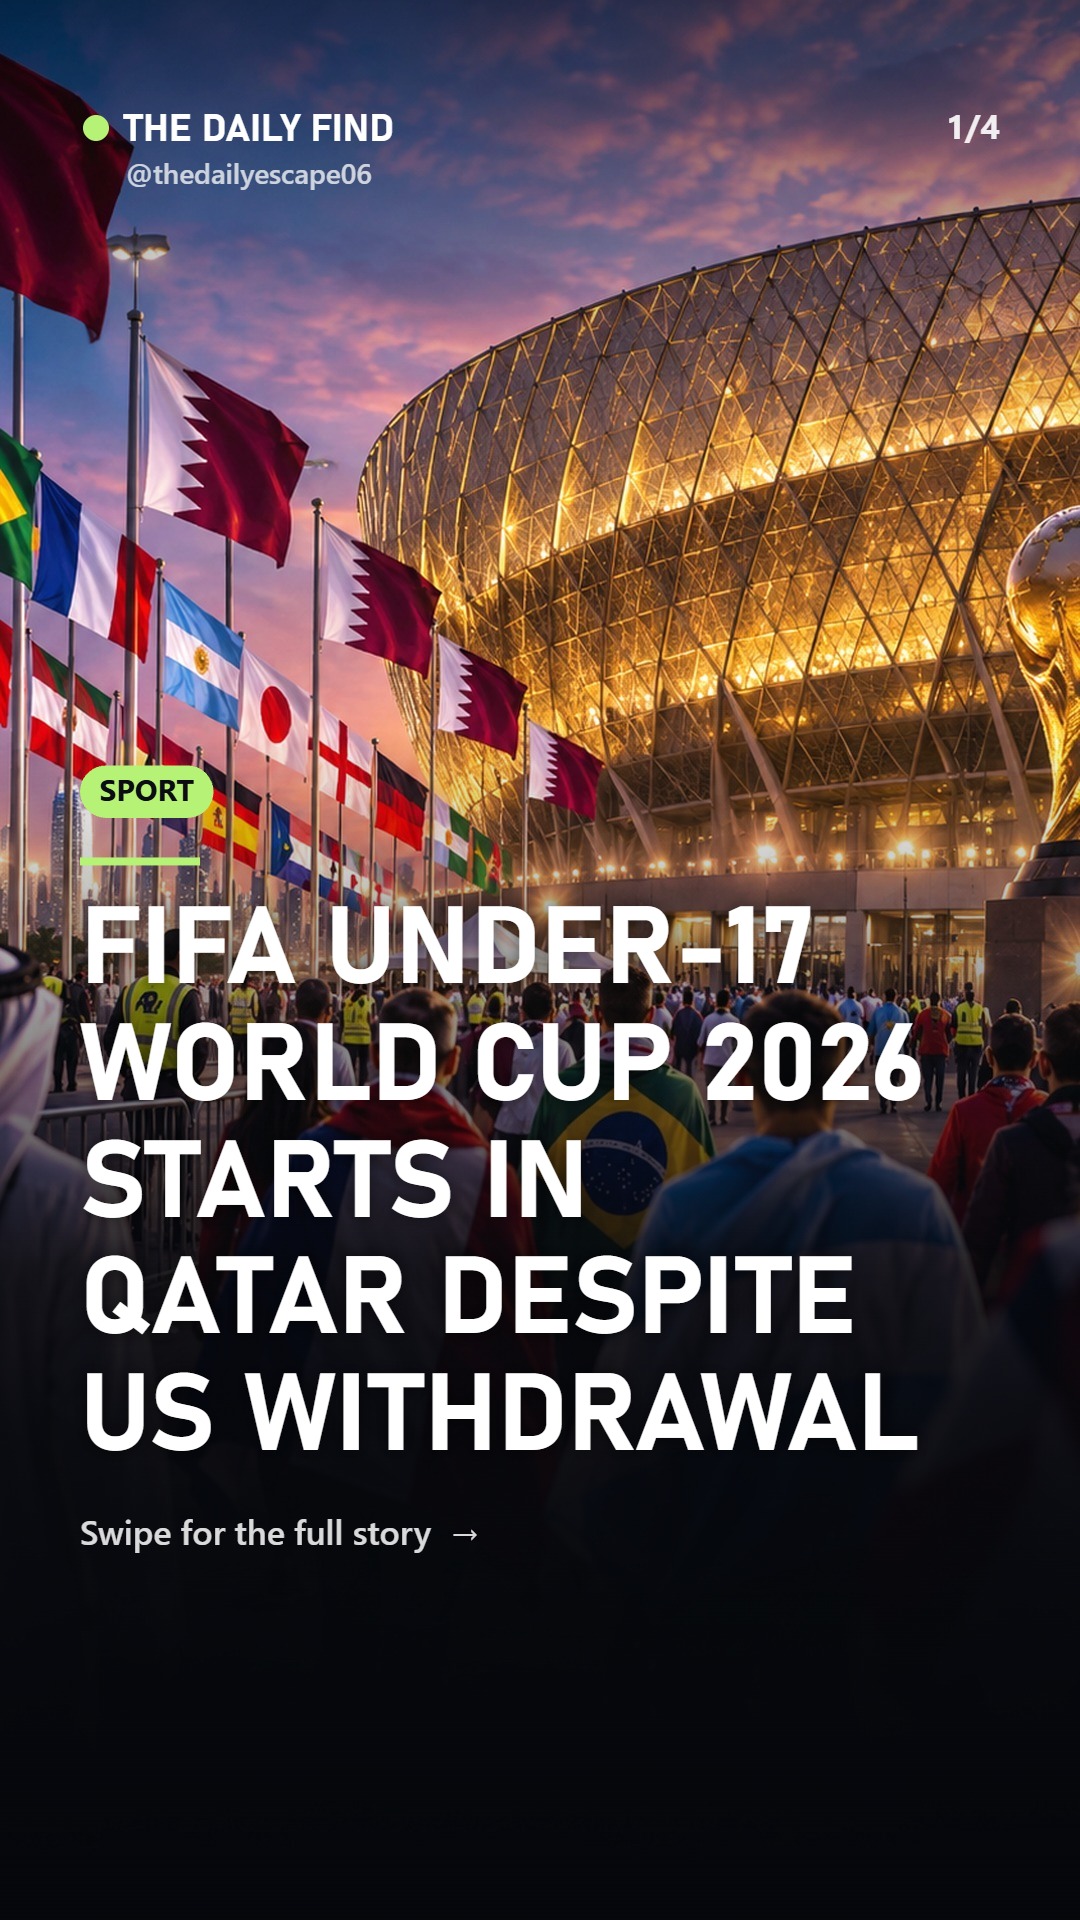 THE DAILY FIND
1/4
@thedailyescape06
SPORT
FIFA UNDER-17
WORLD CUP 2026
STARTS IN
QATAR DESPITE
US WITHDRAWAL
Swipe for the full story →